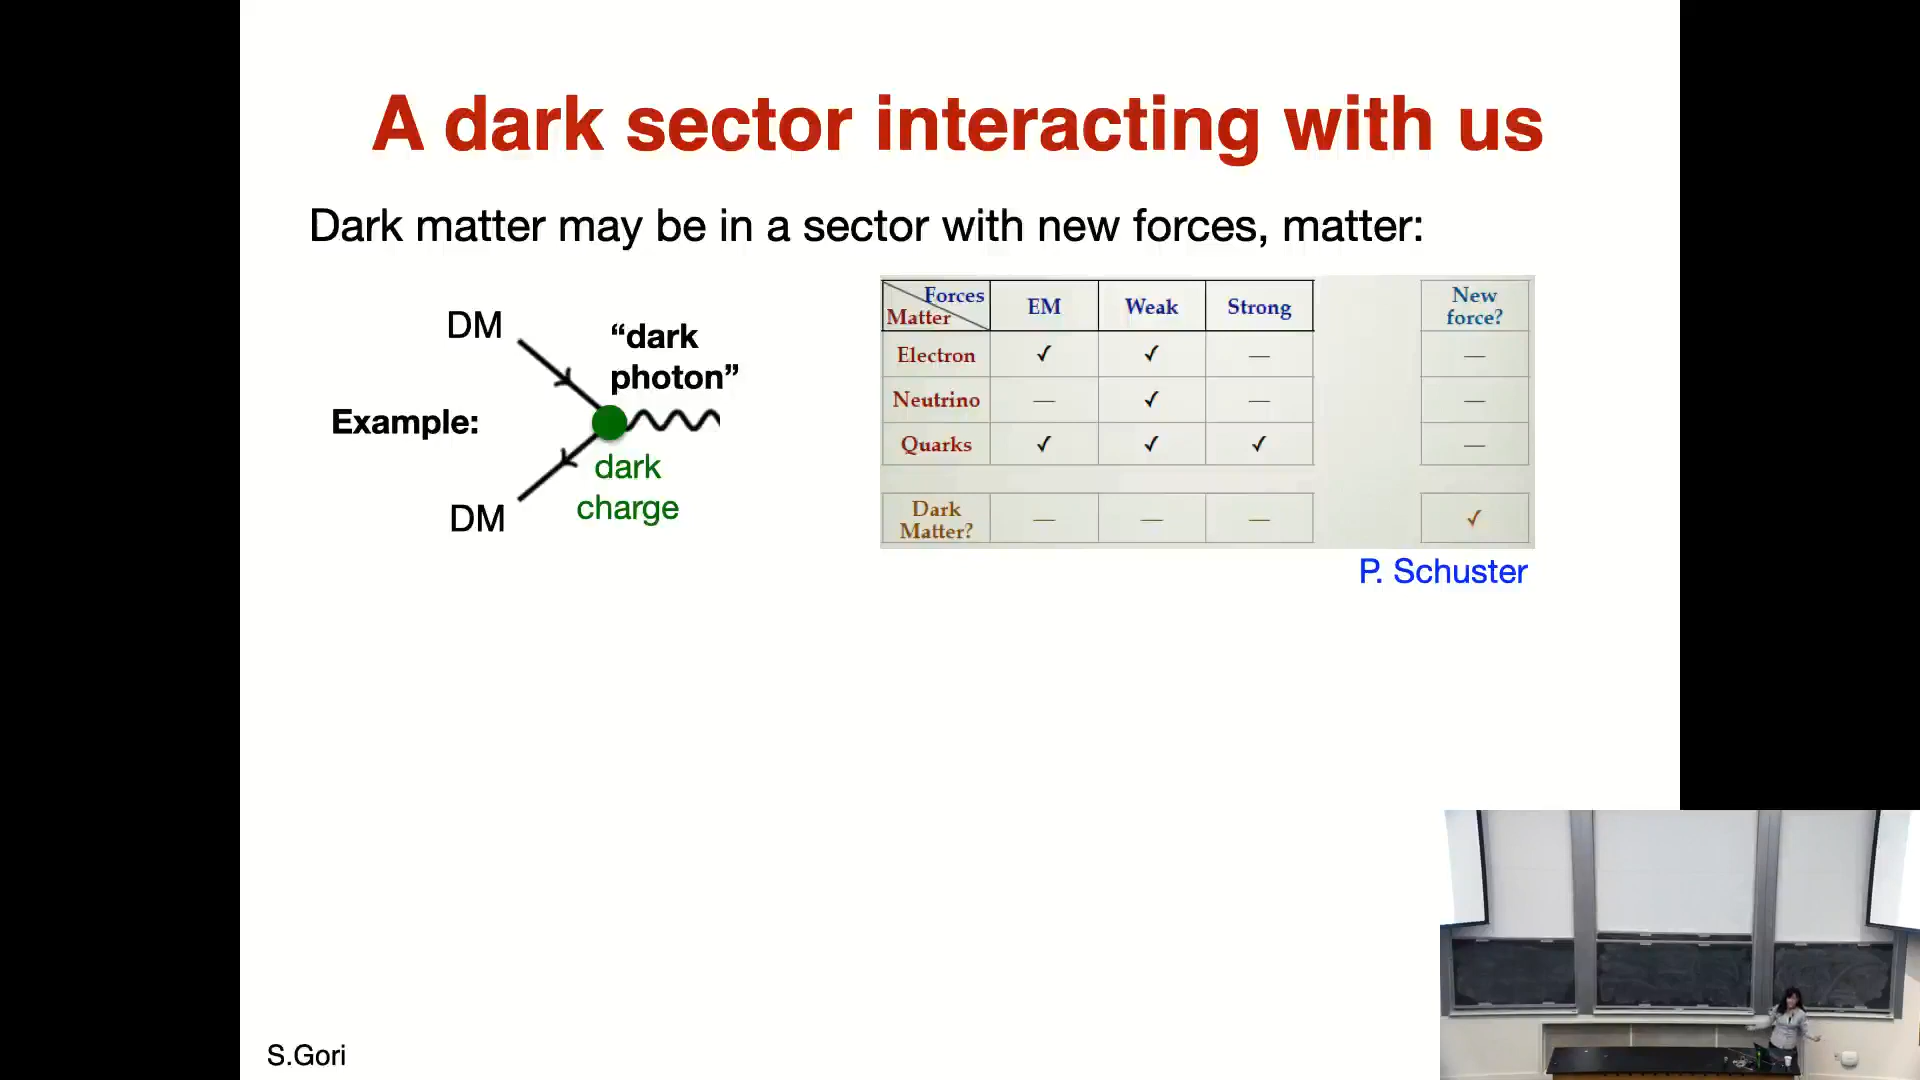 A dark sector interacting with us
Dark matter may be in a sector with new forces, matter:
DM
“dark
photon”
Example:
dark
charge
DM
Forces
Matter
EM
Weak
Strong
New
force?
Electron ✓ ✓ —
—
Neutrino — ✓ —
—
Quarks ✓ ✓ ✓
—
Dark
Matter? — — —
✓
P. Schuster
S.Gori